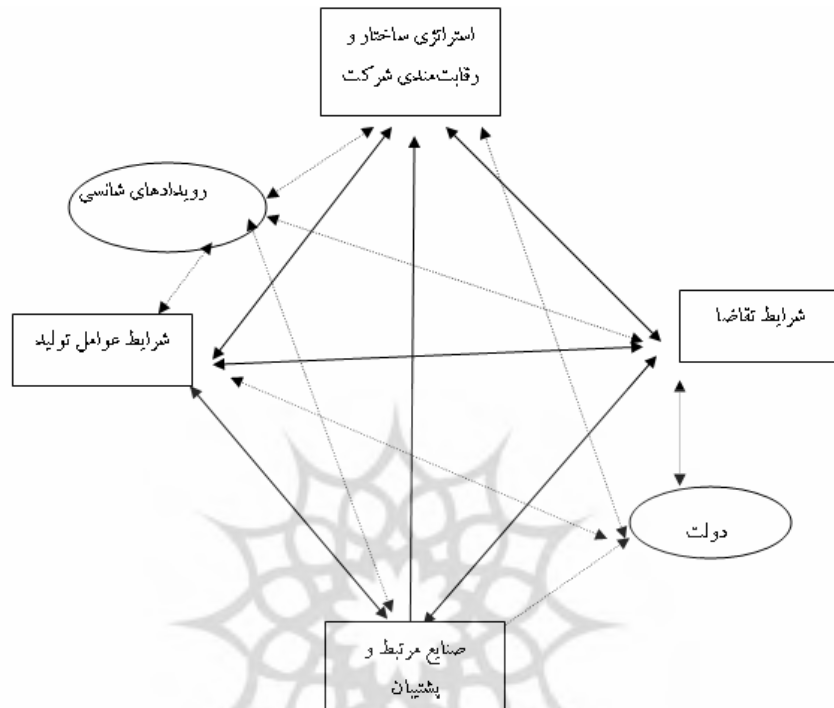 استراتژی ساختار و
رقابت‌مندی شرکت
رویدادهای شانسی
شرایط تقاضا
شرایط عوامل تولید
دولت
صنایع مرتبط و
پشتیبان